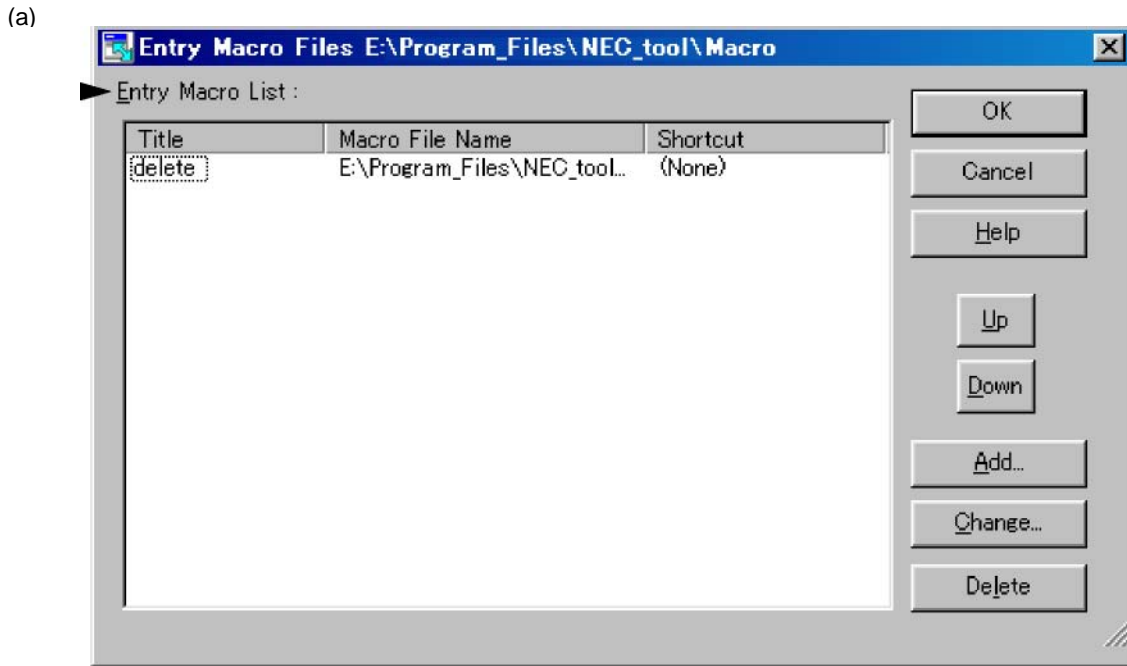 (a)
Entry Macro Files E:\Program_Files\NEC_tool\Macro
Entry Macro List :
Title Macro File Name Shortcut
delete E:\Program_Files\NEC_tool... (None)
OK
Cancel
Help
Up
Down
Add...
Change...
Delete